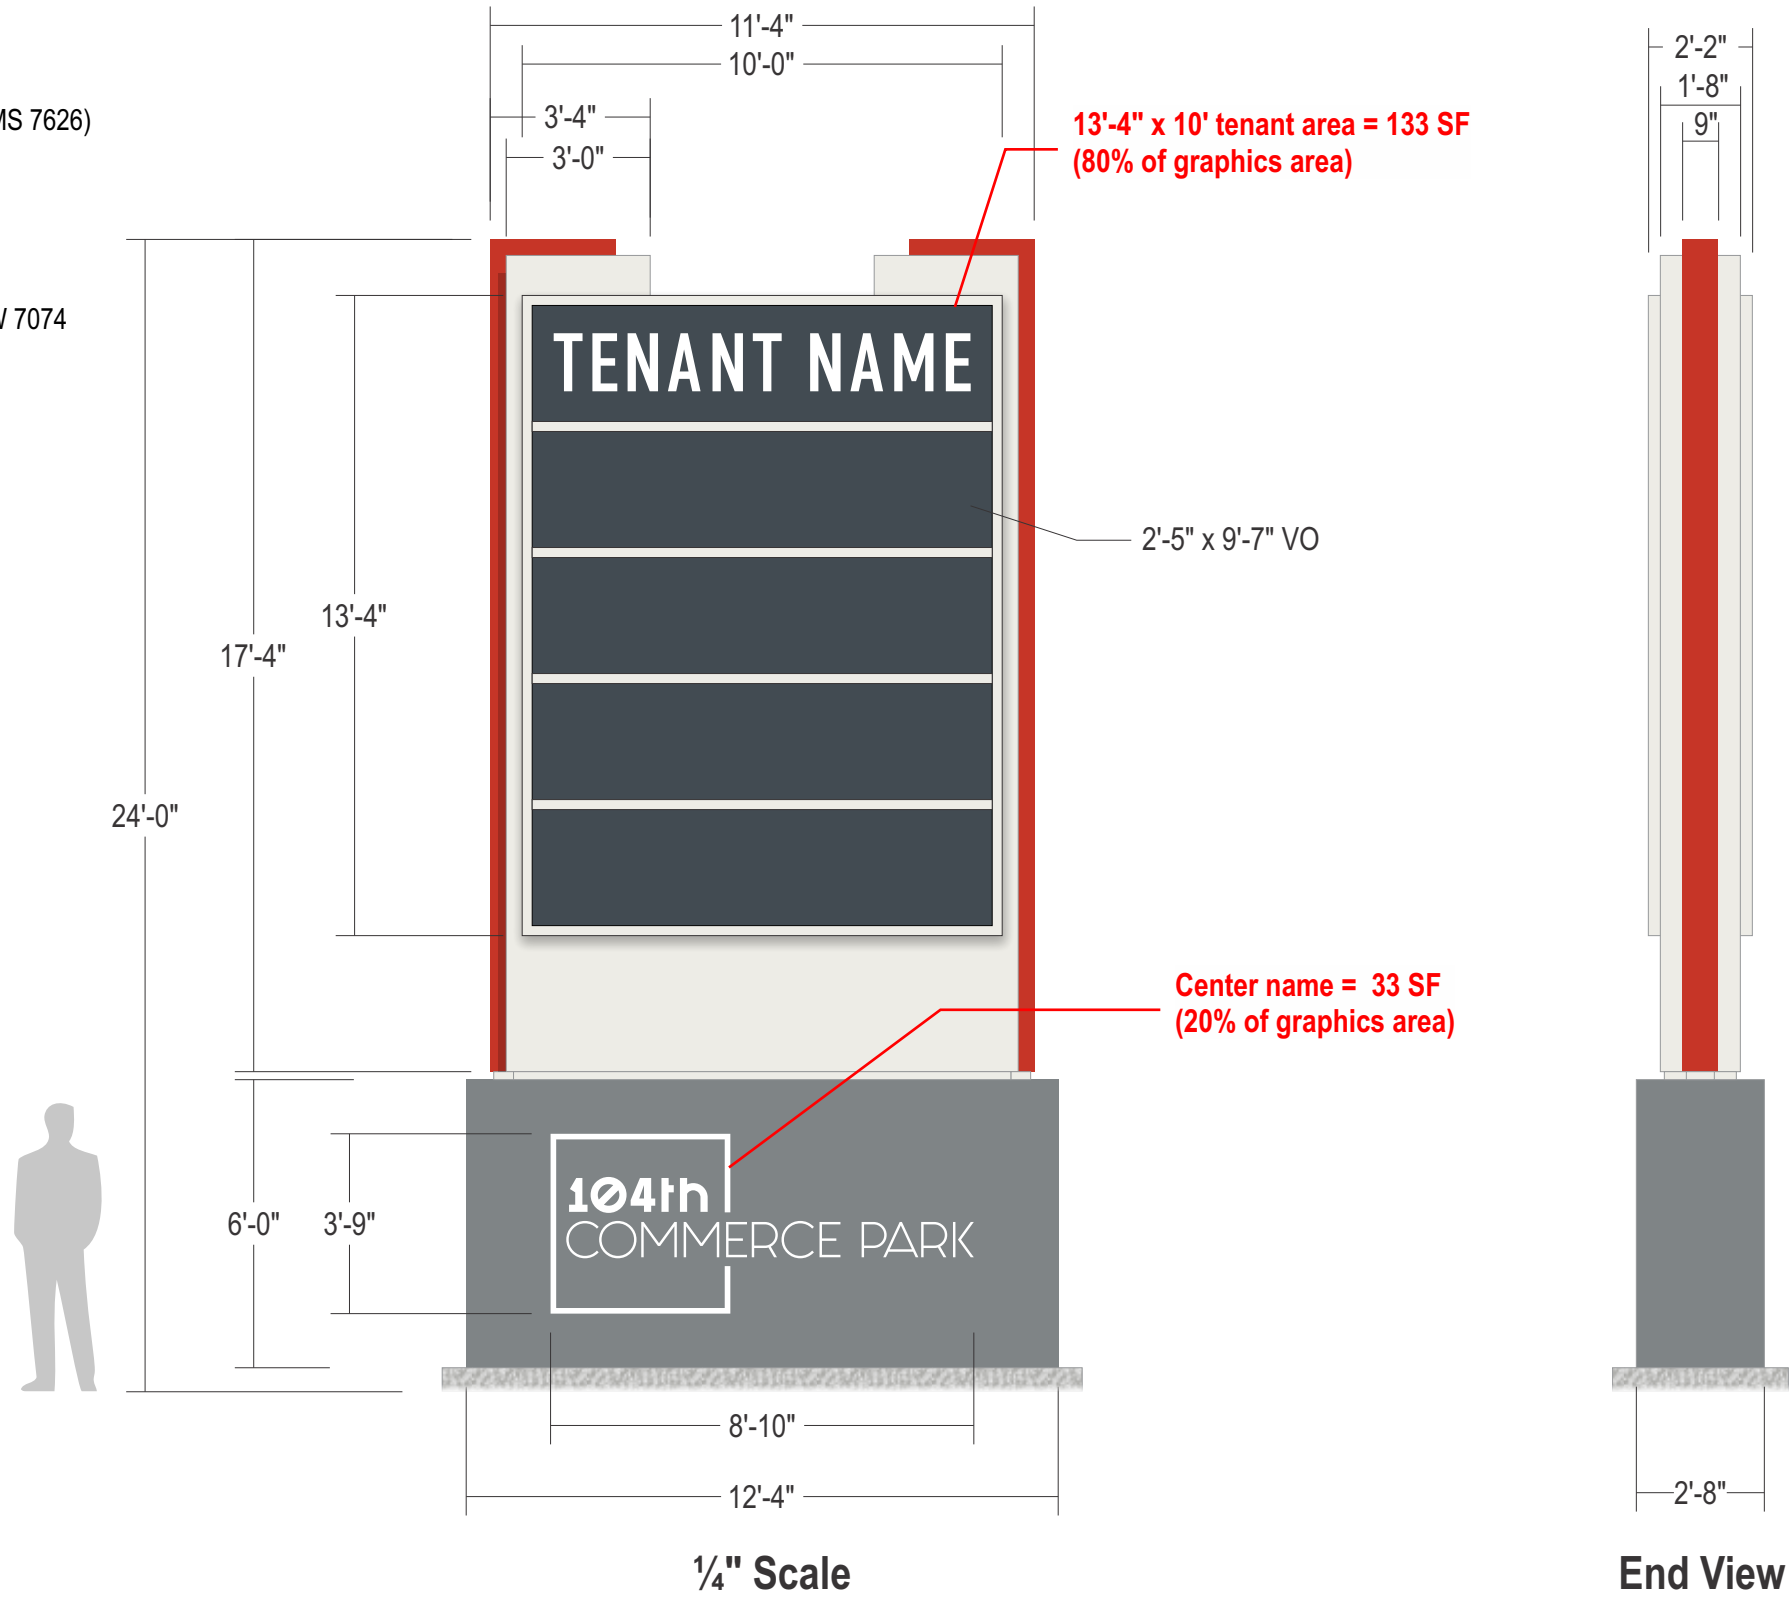 11'-4"
2'-2"
10'-0"
1'-8"
3'-4"
9"
MS 7626)
13'-4" x 10' tenant area = 133 SF
(80% of graphics area)
3'-0"
7074
TENANT NAME
2'-5" x 9'-7" VO
13'-4"
17'-4"
24'-0"
Center name = 33 SF
(20% of graphics area)
104th
COMMERCE PARK
6'-0"
3'-9"
8'-10"
12'-4"
2'-8"
¼" Scale
End View